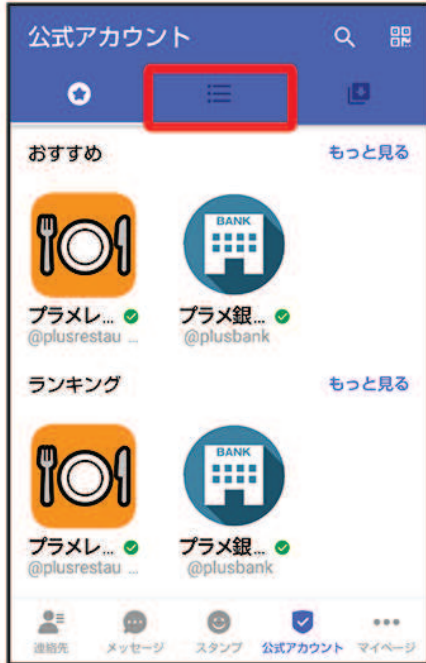 公式アカウント
おすすめ
もっと見る
BANK
プラメレ...
プラメ銀...
@plusrestau ...
@plusbank
ランキング
もっと見る
BANK
プラメレ...
プラメ銀...
@plusrestau ...
@plusbank
連絡先
メッセージ
スタンプ
公式アカウント
マイページ